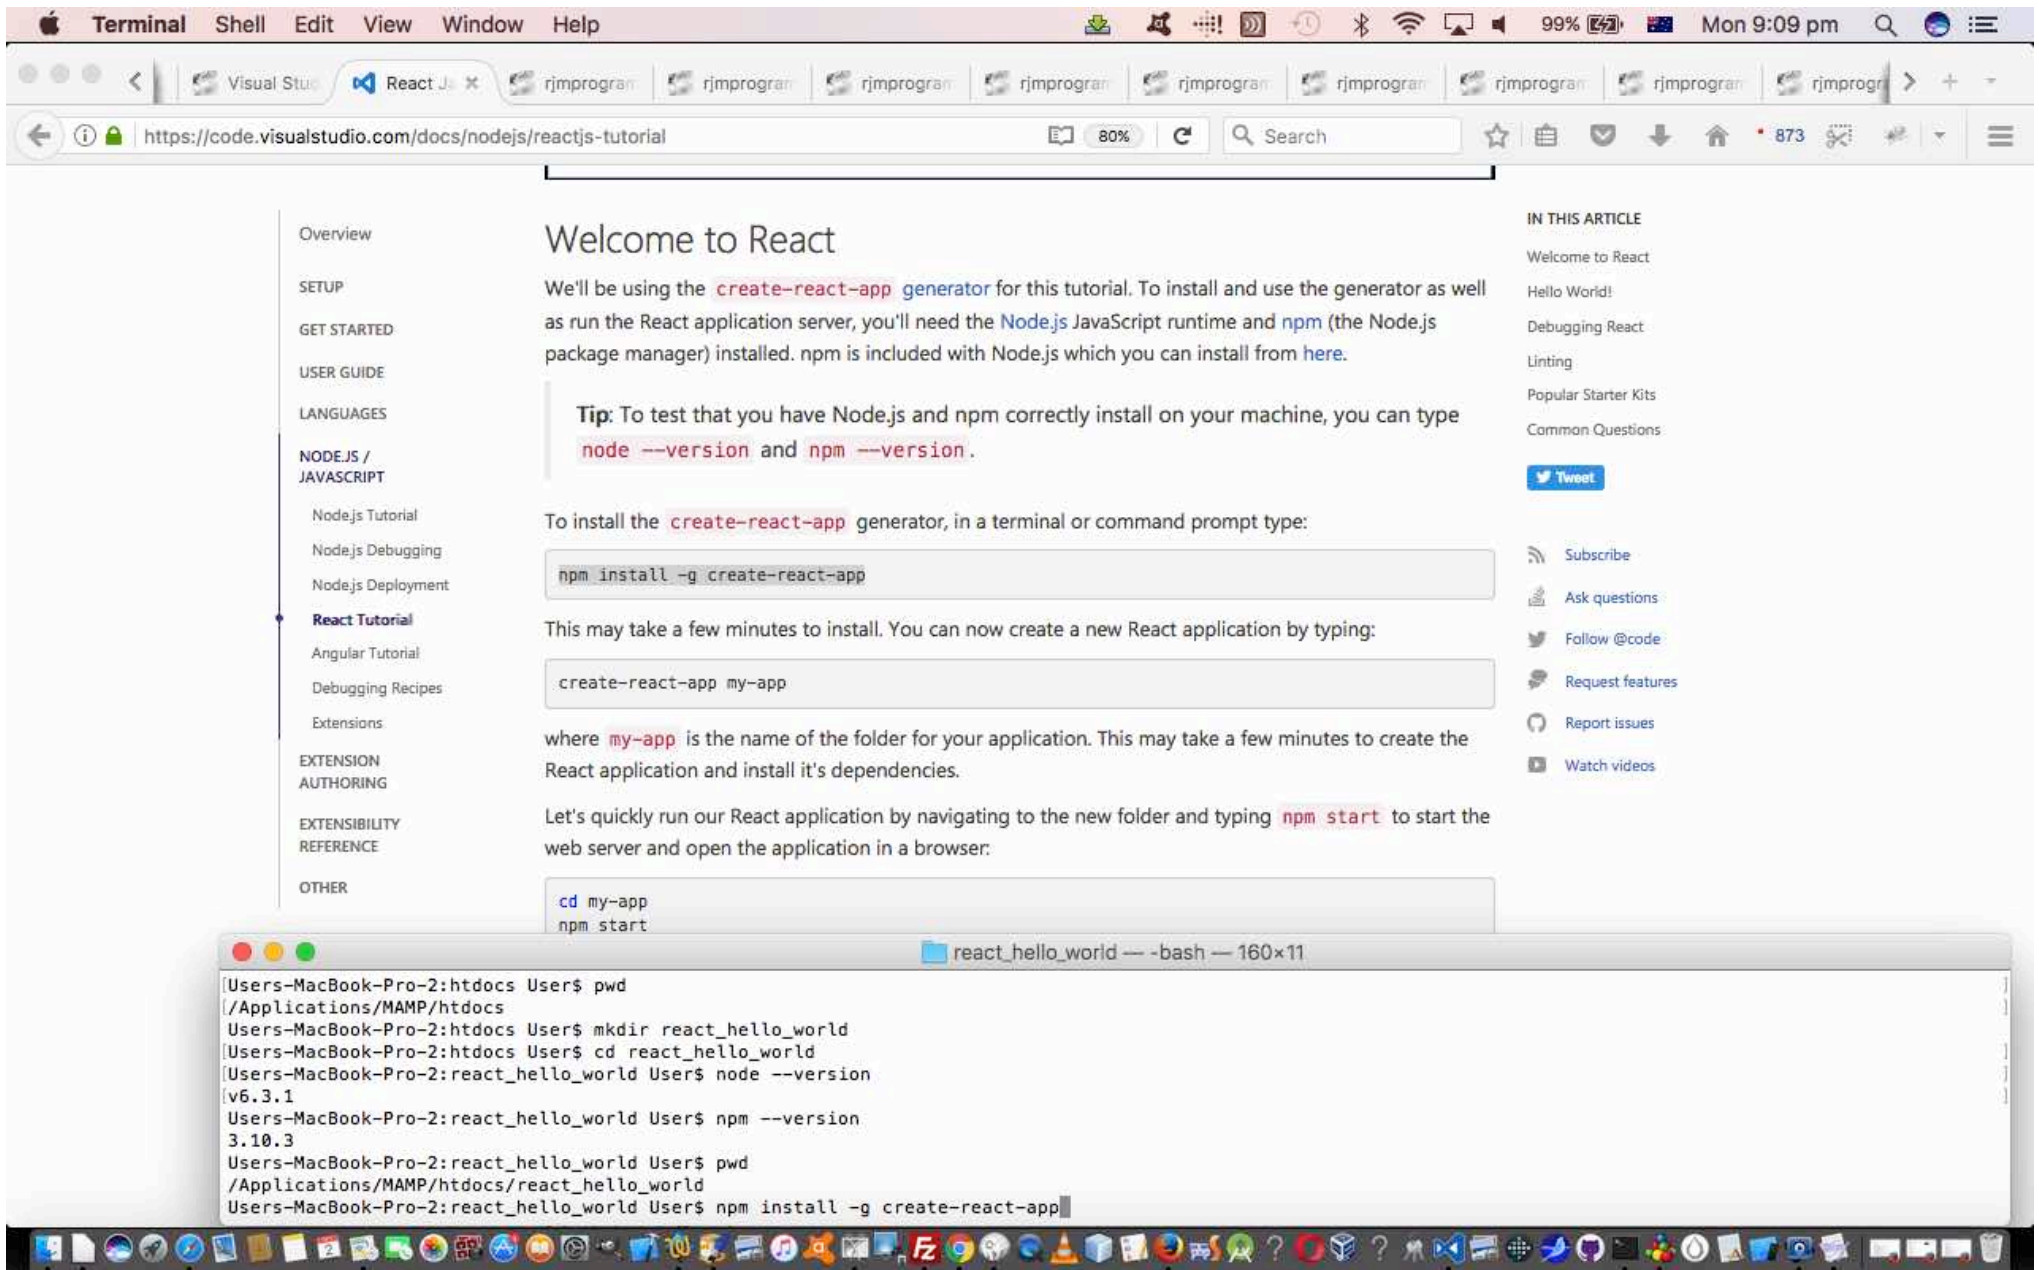 Terminal Shell Edit View Window Help 99% Mon 9:09 pm
Visual Stu React J rjmprogram rjmprogram rjmprogram rjmprogram rjmprogram rjmprogram rjmprogram rjmprogram rjmprogr
https://code.visualstudio.com/docs/nodejs/reactjs-tutorial 80% Search 873
Overview
SETUP
GET STARTED
USER GUIDE
LANGUAGES
NODE.JS /
JAVASCRIPT
Node.js Tutorial
Node.js Debugging
Node.js Deployment
React Tutorial
Angular Tutorial
Debugging Recipes
Extensions
EXTENSION
AUTHORING
EXTENSIBILITY
REFERENCE
OTHER
Welcome to React
We'll be using the create-react-app generator for this tutorial. To install and use the generator as well
as run the React application server, you'll need the Node.js JavaScript runtime and npm (the Node.js
package manager) installed. npm is included with Node.js which you can install from here.
Tip: To test that you have Node.js and npm correctly install on your machine, you can type
node --version and npm --version.
To install the create-react-app generator, in a terminal or command prompt type:
npm install -g create-react-app
This may take a few minutes to install. You can now create a new React application by typing:
create-react-app my-app
where my-app is the name of the folder for your application. This may take a few minutes to create the
React application and install it's dependencies.
Let's quickly run our React application by navigating to the new folder and typing npm start to start the
web server and open the application in a browser:
cd my-app
npm start
IN THIS ARTICLE
Welcome to React
Hello World!
Debugging React
Linting
Popular Starter Kits
Common Questions
Tweet
Subscribe
Ask questions
Follow @code
Request features
Report issues
Watch videos
react_hello_world — -bash — 160×11
[Users-MacBook-Pro-2:htdocs User$ pwd ]
[/Applications/MAMP/htdocs ]
Users-MacBook-Pro-2:htdocs User$ mkdir react_hello_world
[Users-MacBook-Pro-2:htdocs User$ cd react_hello_world ]
[Users-MacBook-Pro-2:react_hello_world User$ node --version ]
[v6.3.1 ]
Users-MacBook-Pro-2:react_hello_world User$ npm --version
3.10.3
Users-MacBook-Pro-2:react_hello_world User$ pwd
/Applications/MAMP/htdocs/react_hello_world
Users-MacBook-Pro-2:react_hello_world User$ npm install -g create-react-app